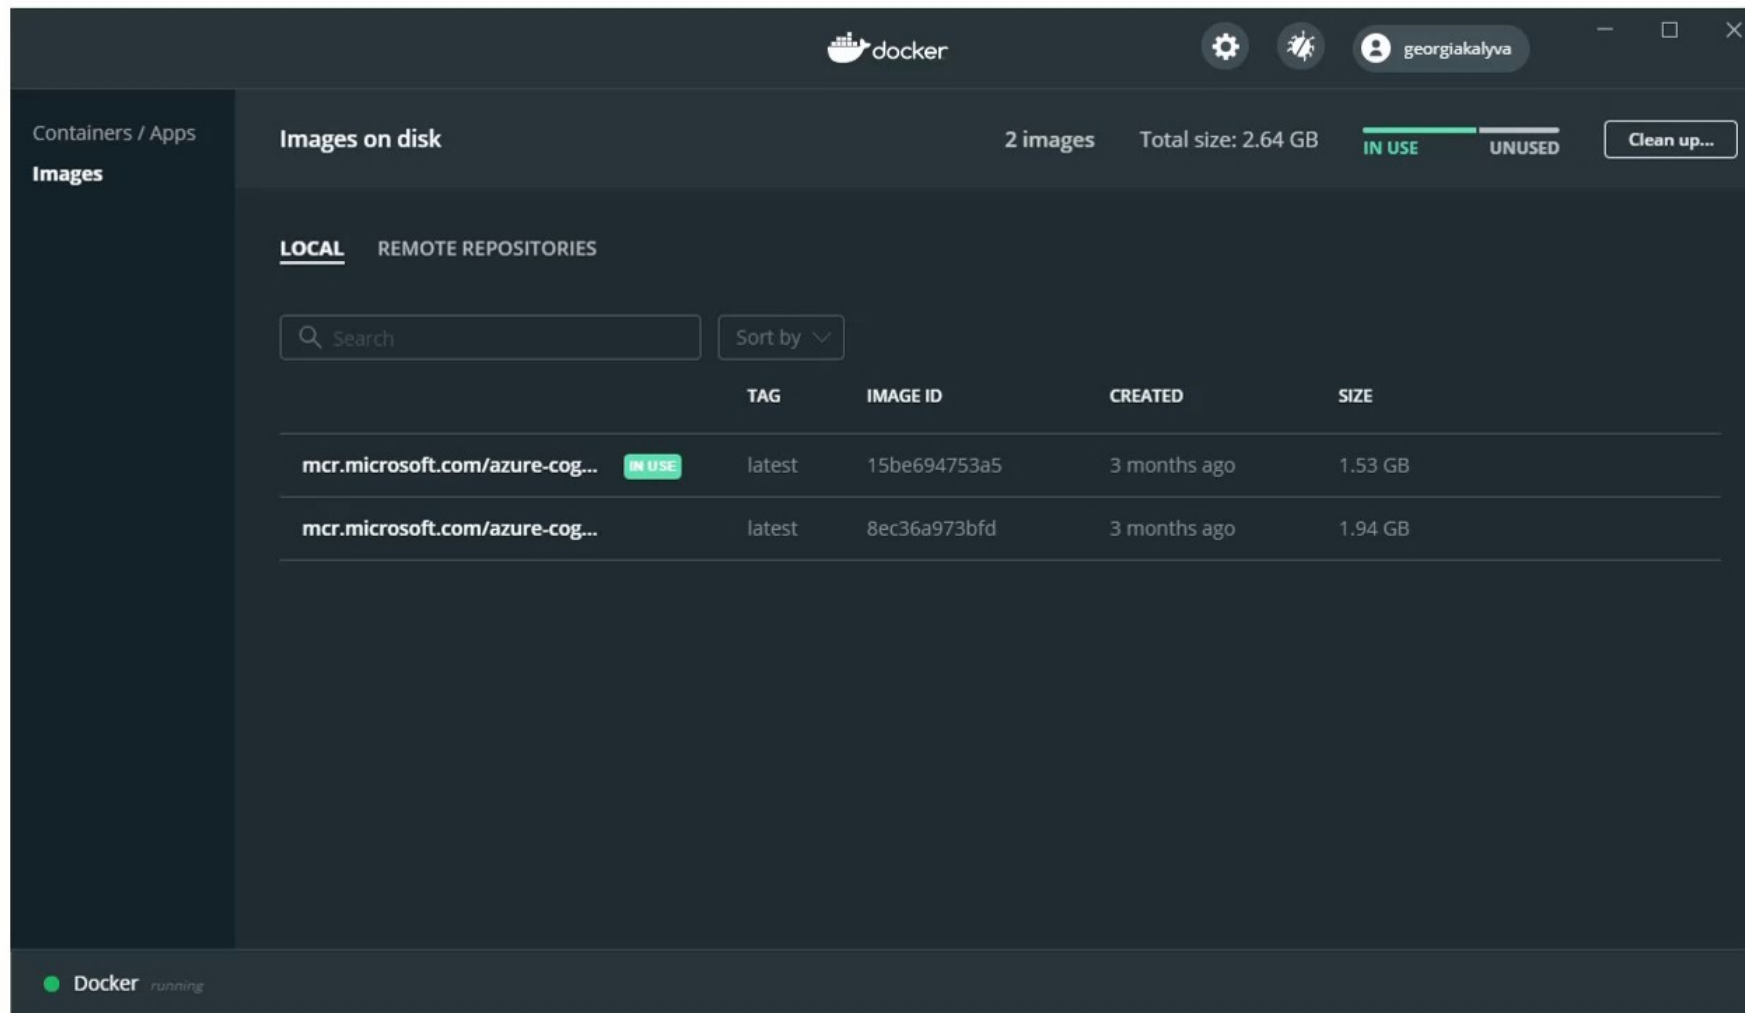 docker
georgiakalyva
Containers / Apps
Images
Images on disk
2 images
Total size: 2.64 GB
IN USE
UNUSED
Clean up...
LOCAL
REMOTE REPOSITORIES
Search
Sort by
TAG IMAGE ID CREATED SIZE
mcr.microsoft.com/azure-cog... IN USE latest 15be694753a5 3 months ago 1.53 GB
mcr.microsoft.com/azure-cog... latest 8ec36a973bfd 3 months ago 1.94 GB
Docker running